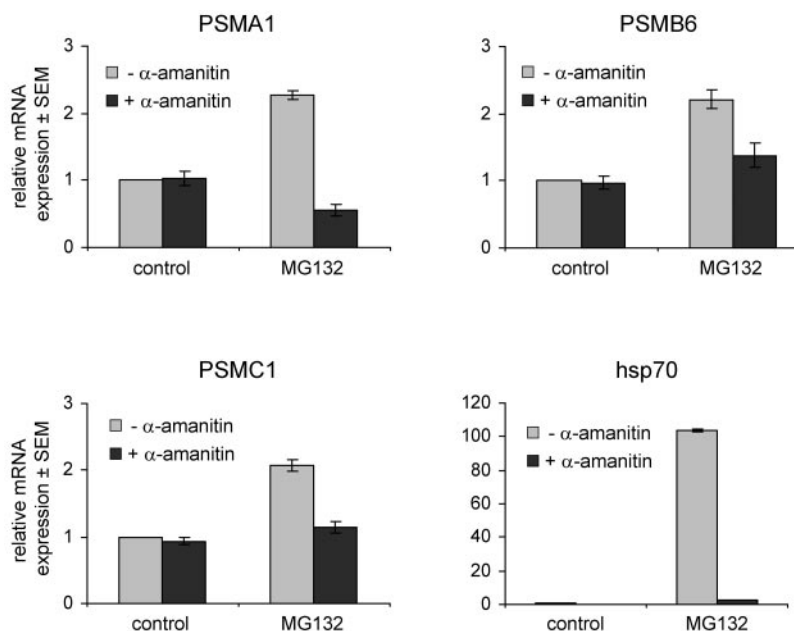 PSMA1
relative mRNA
expression ± SEM
3
2
1
0
- α-amanitin
+ α-amanitin
control
MG132
PSMB6
3
2
1
0
- α-amanitin
+ α-amanitin
control
MG132
PSMC1
relative mRNA
expression ± SEM
3
2
1
0
- α-amanitin
+ α-amanitin
control
MG132
hsp70
120
100
80
60
40
20
0
- α-amanitin
+ α-amanitin
control
MG132